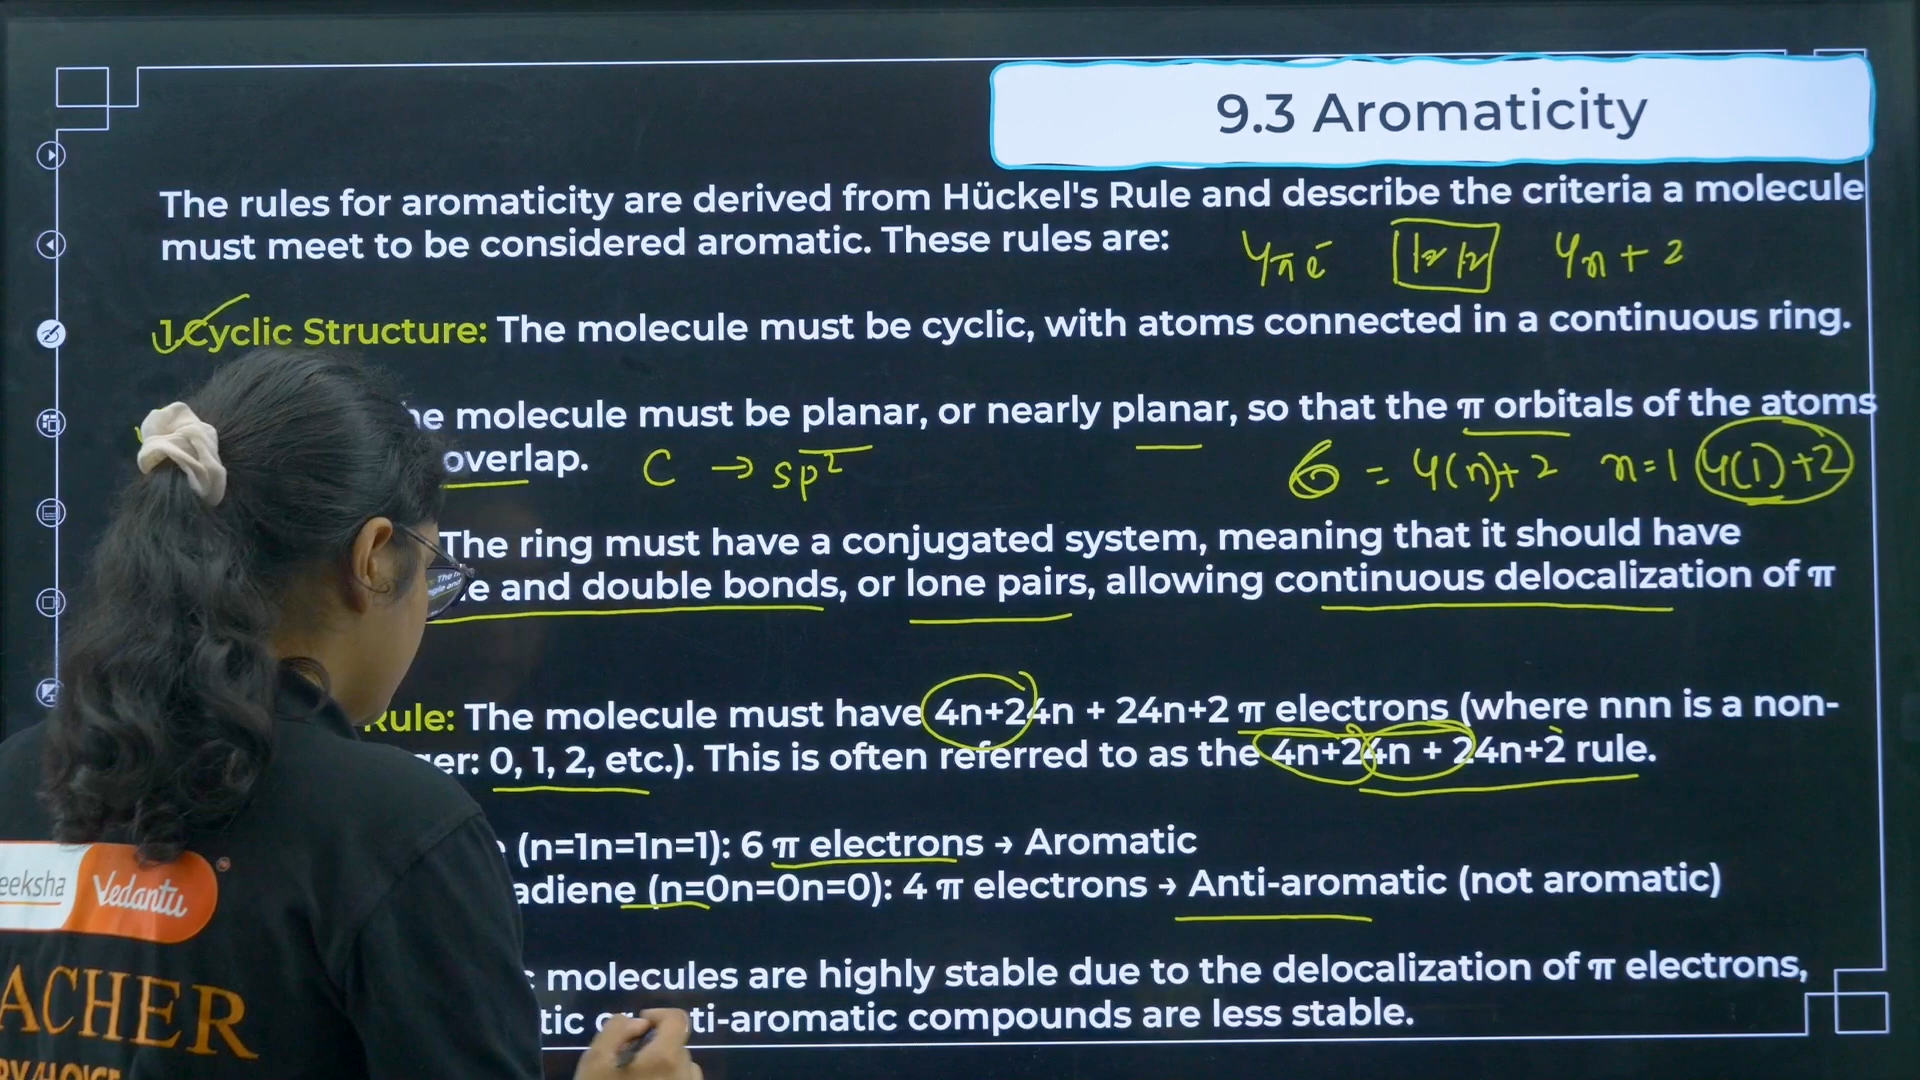 9.3 Aromaticity
The rules for aromaticity are derived from Hückel's Rule and describe the criteria a molecule
must meet to be considered aromatic. These rules are:
4πē 1212 4n+2
1.Cyclic Structure: The molecule must be cyclic, with atoms connected in a continuous ring.
molecule must be planar, or nearly planar, so that the π orbitals of the atoms
overlap. C → sp²
6 = 4(n)+2 n=1 4(1)+2
The ring must have a conjugated system, meaning that it should have
and double bonds, or lone pairs, allowing continuous delocalization of π
Rule: The molecule must have 4n+24n + 24n+2 π electrons (where nnn is a non-
ger: 0, 1, 2, etc.). This is often referred to as the 4n+24n + 24n+2 rule.
(n=1n=1n=1): 6 π electrons → Aromatic
adiene (n=0n=0n=0): 4 π electrons → Anti-aromatic (not aromatic)
molecules are highly stable due to the delocalization of π electrons,
tic or ti-aromatic compounds are less stable.
eeksha Vedantu
ACHER